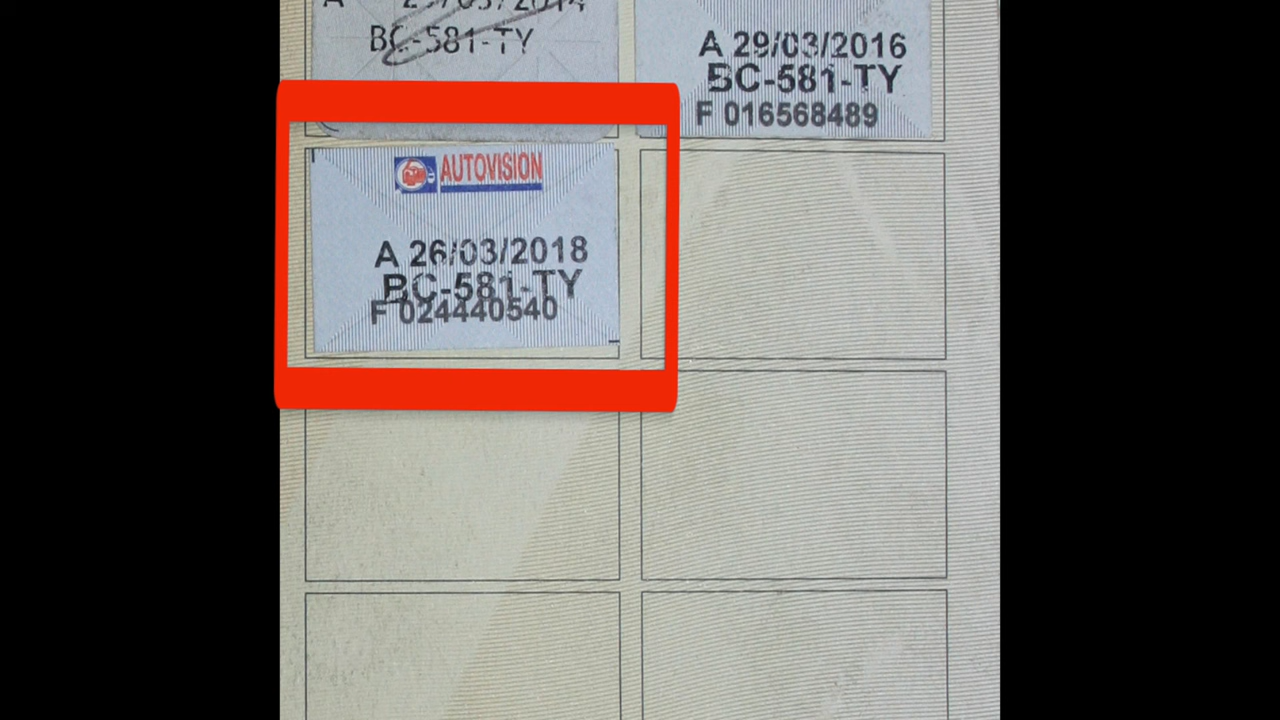 A
BC-581-TY
A 29/03/2016
BC-581-TY
F 016568489
AUTOVISION
A 26/03/2018
BC-581-TY
F 024440540